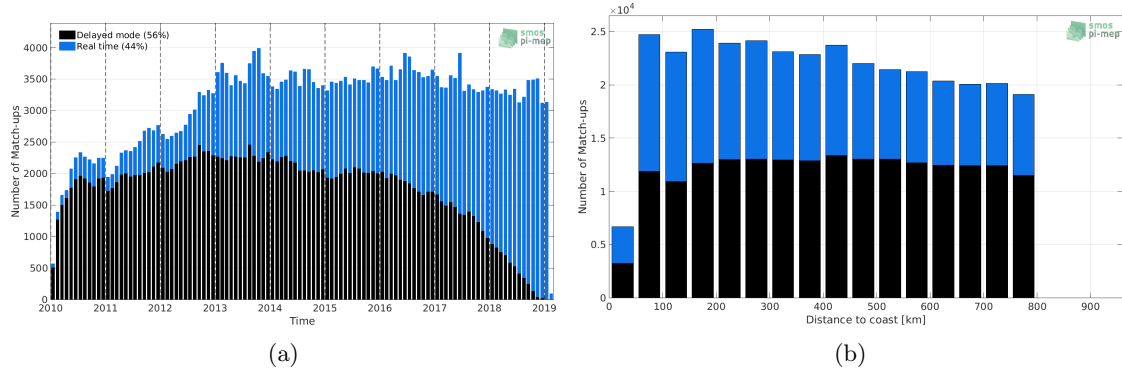 Delayed mode (56%)
Real time (44%)
smos
pi-mep
4000
3500
3000
2500
2000
1500
1000
500
0
Number of Match-ups
2010 2011 2012 2013 2014 2015 2016 2017 2018 2019
Time
(a)
×10⁴
smos
pi-mep
2.5
2
1.5
1
0.5
0
Number of Match-ups
0 100 200 300 400 500 600 700 800 900
Distance to coast [km]
(b)